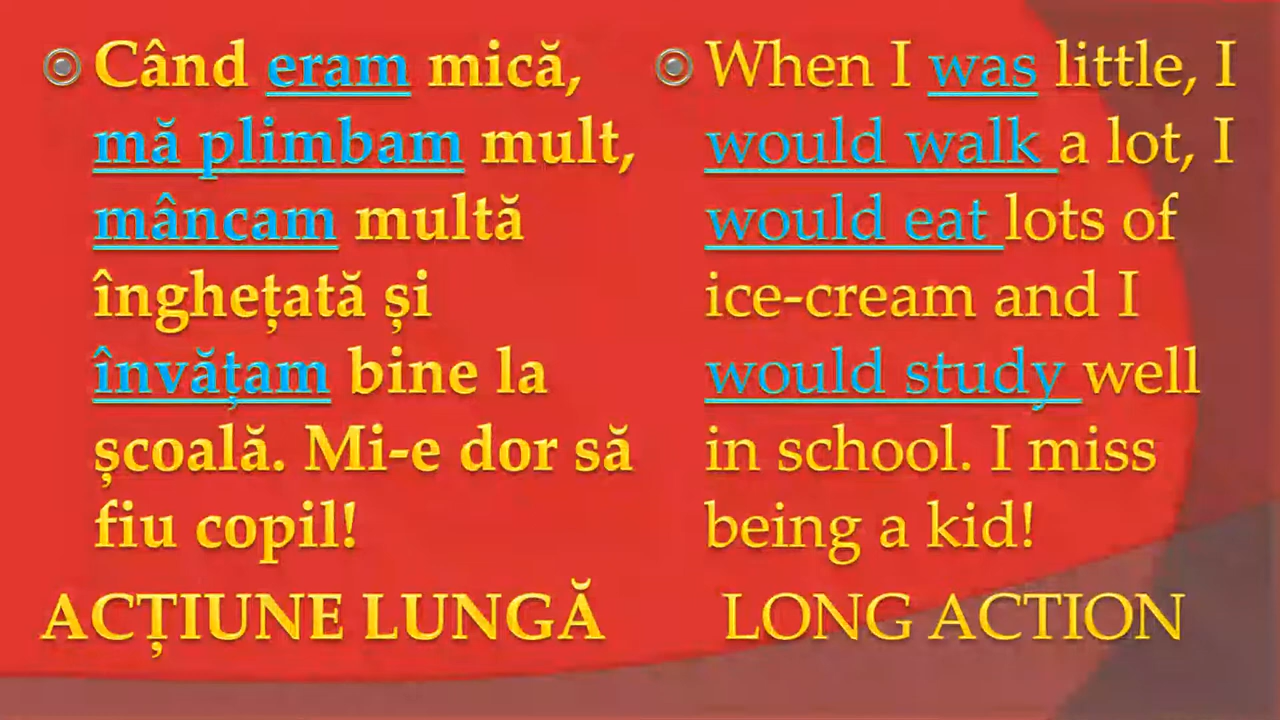 Când eram mică,
mă plimbam mult,
mâncam multă
înghețată și
învățam bine la
școală. Mi-e dor să
fiu copil!
ACȚIUNE LUNGĂ
When I was little, I
would walk a lot, I
would eat lots of
ice-cream and I
would study well
in school. I miss
being a kid!
LONG ACTION